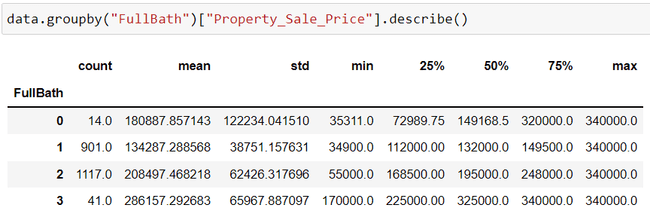 data.groupby("FullBath")["Property_Sale_Price"].describe()
count mean std min 25% 50% 75% max
FullBath
0 14.0 180887.857143 122234.041510 35311.0 72989.75 149168.5 320000.0 340000.0
1 901.0 134287.288568 38751.157631 34900.0 112000.00 132000.0 149500.0 340000.0
2 1117.0 208497.468218 62426.317696 55000.0 168500.00 195000.0 248000.0 340000.0
3 41.0 286157.292683 65967.887097 170000.0 225000.00 325000.0 340000.0 340000.0